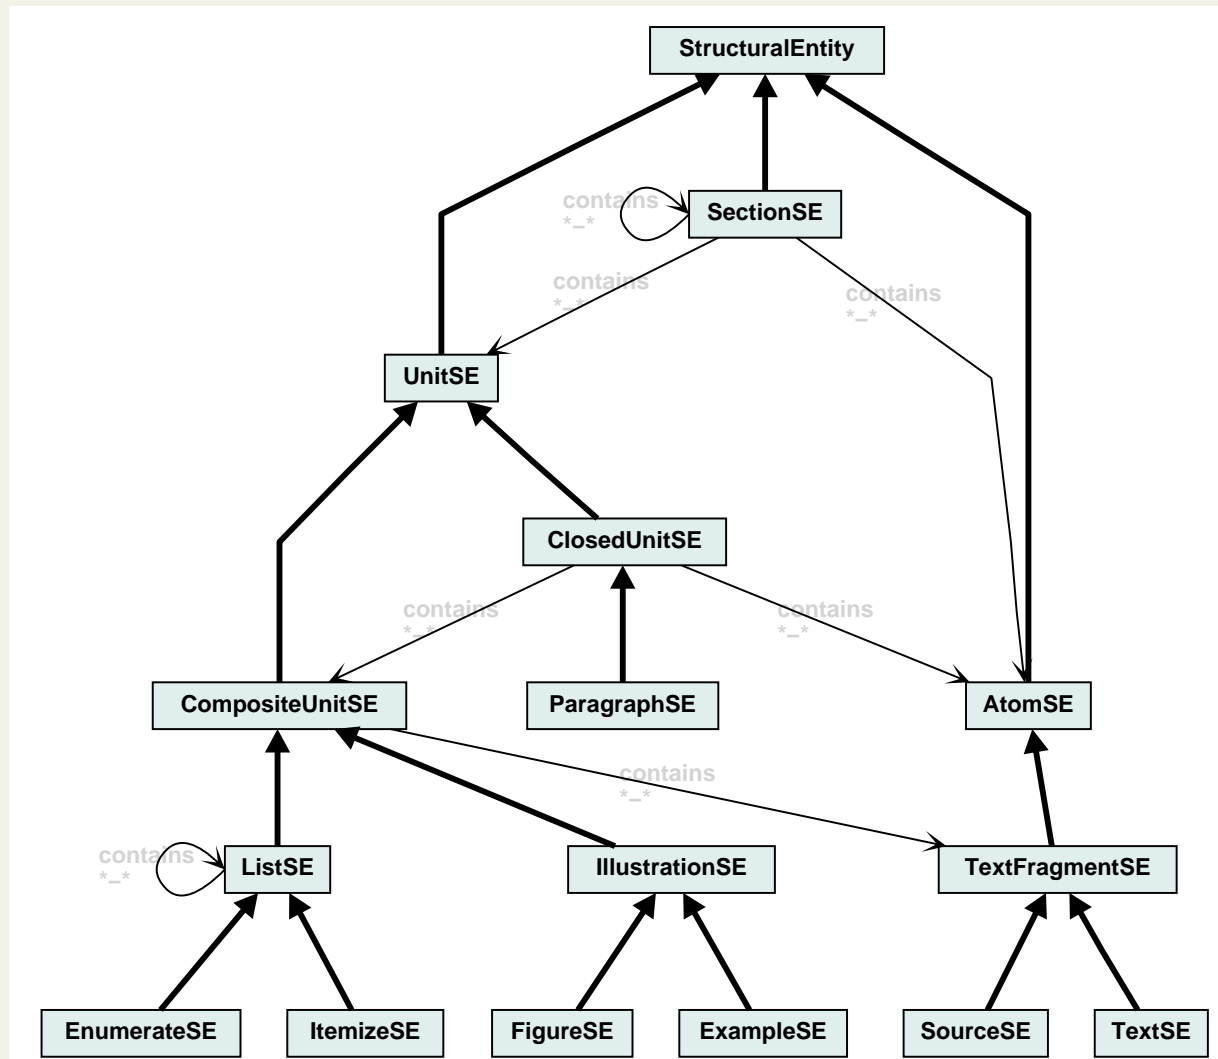 StructuralEntity
contains
*–*
SectionSE
contains
*–*
contains
*–*
UnitSE
ClosedUnitSE
contains
*–*
contains
*–*
CompositeUnitSE
ParagraphSE
AtomSE
contains
*–*
contains
*–*
ListSE
IllustrationSE
TextFragmentSE
EnumerateSE
ItemizeSE
FigureSE
ExampleSE
SourceSE
TextSE